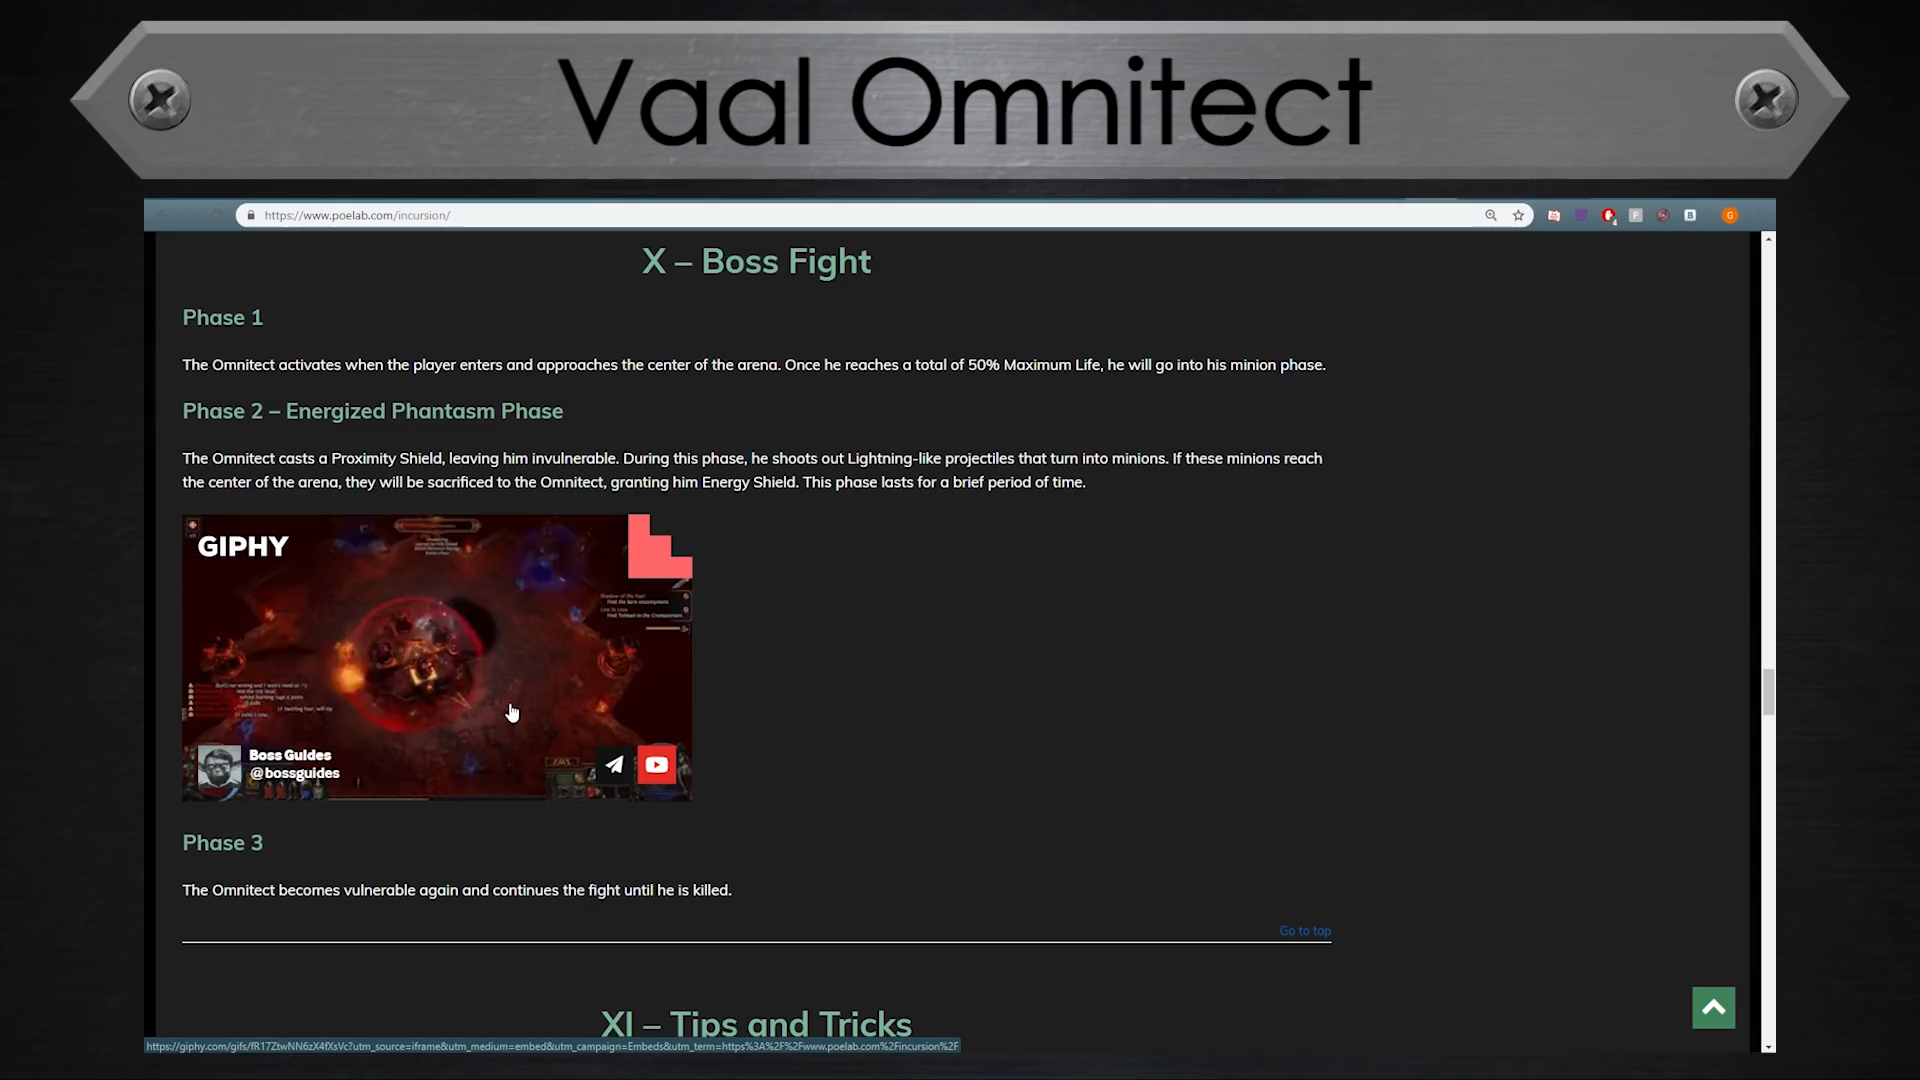 Vaal Omnitect
https://www.poelab.com/incursion/
4
P
B
G
X – Boss Fight
Phase 1
The Omnitect activates when the player enters and approaches the center of the arena. Once he reaches a total of 50% Maximum Life, he will go into his minion phase.
Phase 2 – Energized Phantasm Phase
The Omnitect casts a Proximity Shield, leaving him invulnerable. During this phase, he shoots out Lightning-like projectiles that turn into minions. If these minions reach
the center of the arena, they will be sacrificed to the Omnitect, granting him Energy Shield. This phase lasts for a brief period of time.
GIPHY
Shadow of the Vaal
Boss Guides
@bossguides
Phase 3
The Omnitect becomes vulnerable again and continues the fight until he is killed.
Go to top
XI – Tips and Tricks
https://giphy.com/gifs/fR17ZtwNN6zX4fXsVc?utm_source=iframe&utm_medium=embed&utm_campaign=Embeds&utm_term=https%3A%2F%2Fwww.poelab.com%2Fincursion%2F